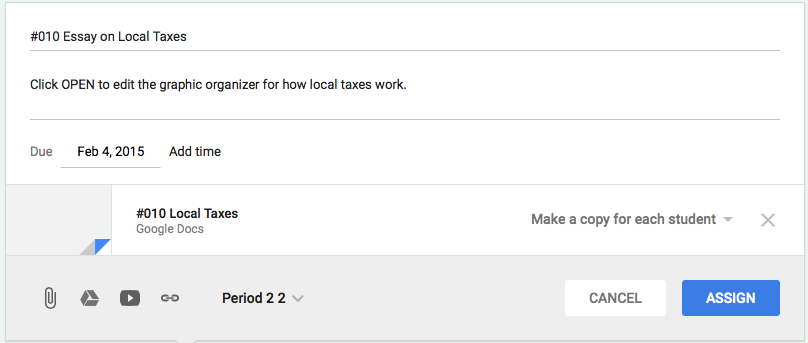 #010 Essay on Local Taxes
Click OPEN to edit the graphic organizer for how local taxes work.
Due Feb 4, 2015 Add time
#010 Local Taxes
Google Docs
Make a copy for each student
Period 2 2
CANCEL
ASSIGN